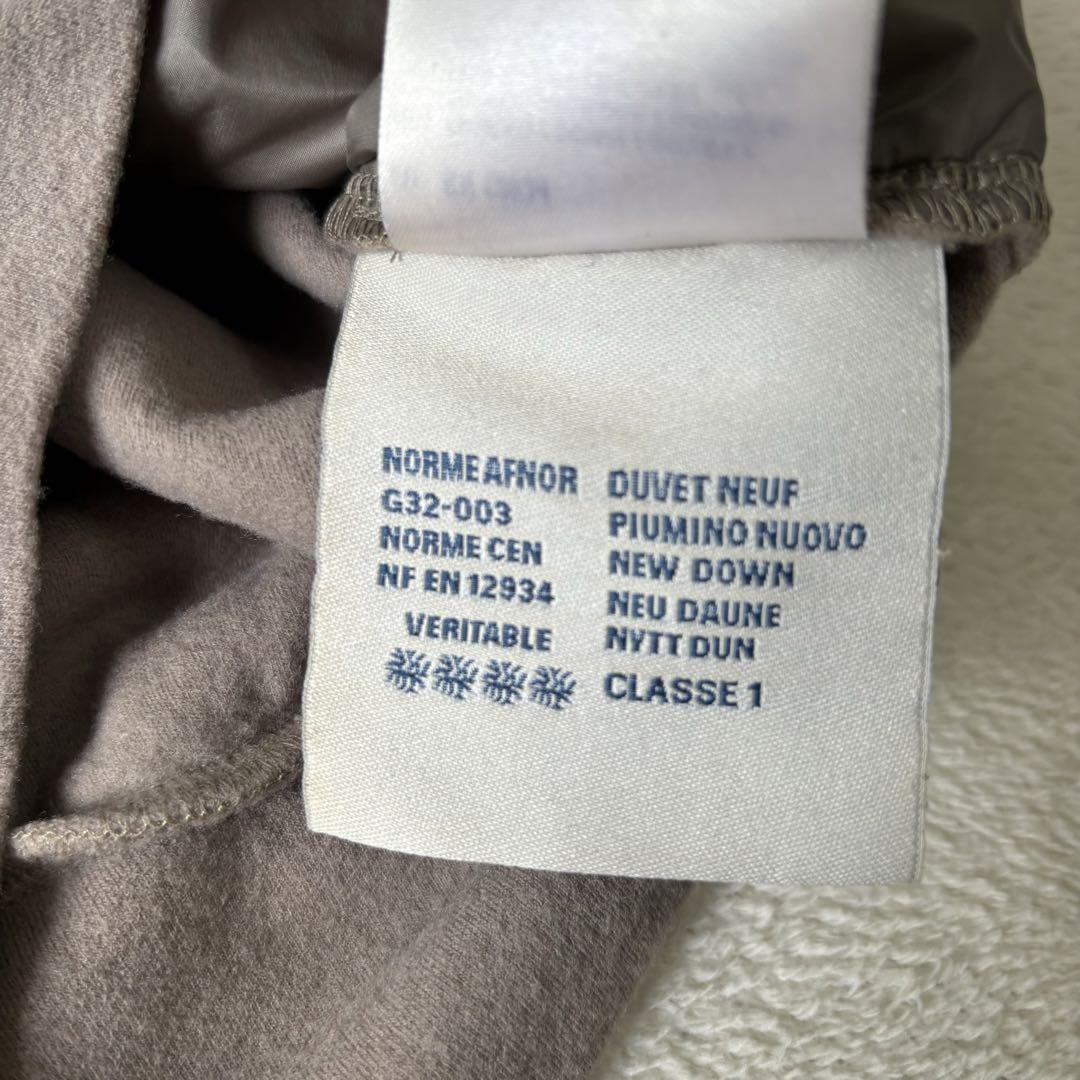 NORME AFNOR
G32-003
NORME CEN
NF EN 12934
VERITABLE
DUVET NEUF
PIUMINO NUOVO
NEW DOWN
NEU DAUNE
NYTT DUN
CLASSE 1